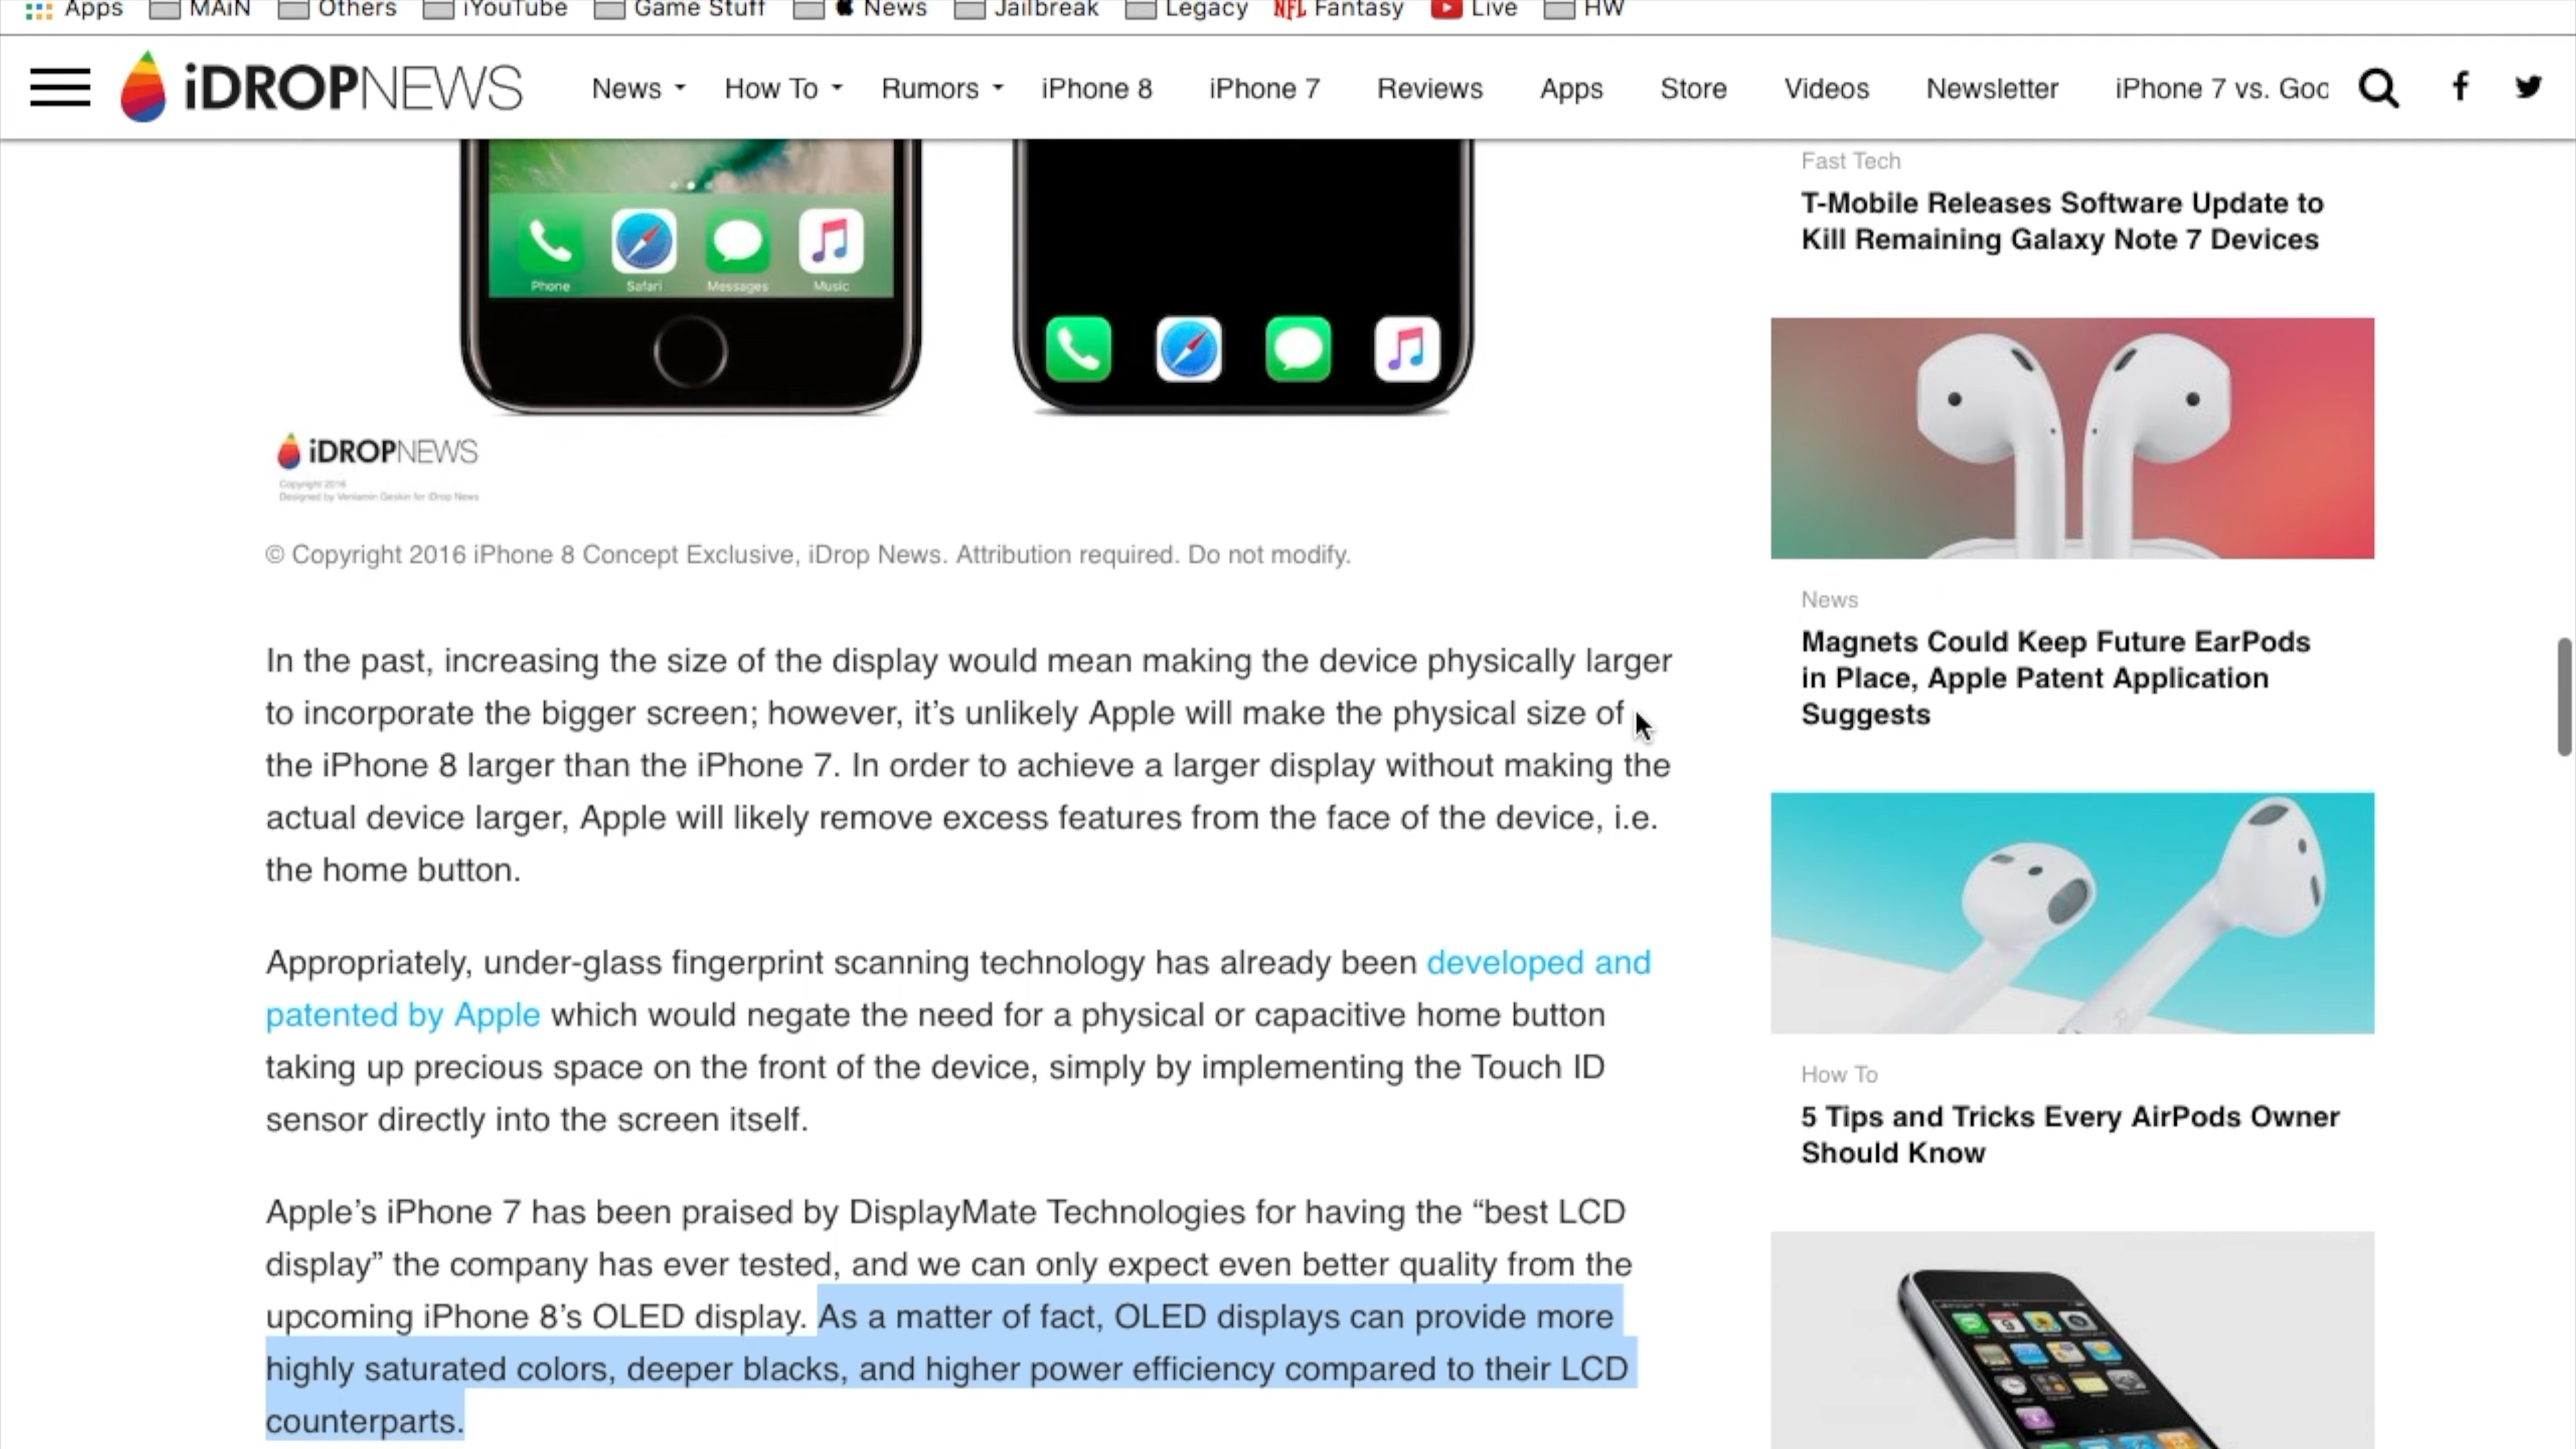 Apps MAiN Others iYouTube Game Stuff News Jailbreak Legacy NFL Fantasy Live HW
iDROPNEWS News How To Rumors iPhone 8 iPhone 7 Reviews Apps Store Videos Newsletter iPhone 7 vs. Goo f
Phone Safari Messages Music
iDROPNEWS
Copyright 2016
Designed by Veniamin Geskin for iDrop News
© Copyright 2016 iPhone 8 Concept Exclusive, iDrop News. Attribution required. Do not modify.
In the past, increasing the size of the display would mean making the device physically larger
to incorporate the bigger screen; however, it’s unlikely Apple will make the physical size of
the iPhone 8 larger than the iPhone 7. In order to achieve a larger display without making the
actual device larger, Apple will likely remove excess features from the face of the device, i.e.
the home button.
Appropriately, under-glass fingerprint scanning technology has already been developed and
patented by Apple which would negate the need for a physical or capacitive home button
taking up precious space on the front of the device, simply by implementing the Touch ID
sensor directly into the screen itself.
Apple’s iPhone 7 has been praised by DisplayMate Technologies for having the “best LCD
display” the company has ever tested, and we can only expect even better quality from the
upcoming iPhone 8’s OLED display. As a matter of fact, OLED displays can provide more
highly saturated colors, deeper blacks, and higher power efficiency compared to their LCD
counterparts.
Fast Tech
T-Mobile Releases Software Update to
Kill Remaining Galaxy Note 7 Devices
News
Magnets Could Keep Future EarPods
in Place, Apple Patent Application
Suggests
How To
5 Tips and Tricks Every AirPods Owner
Should Know
9